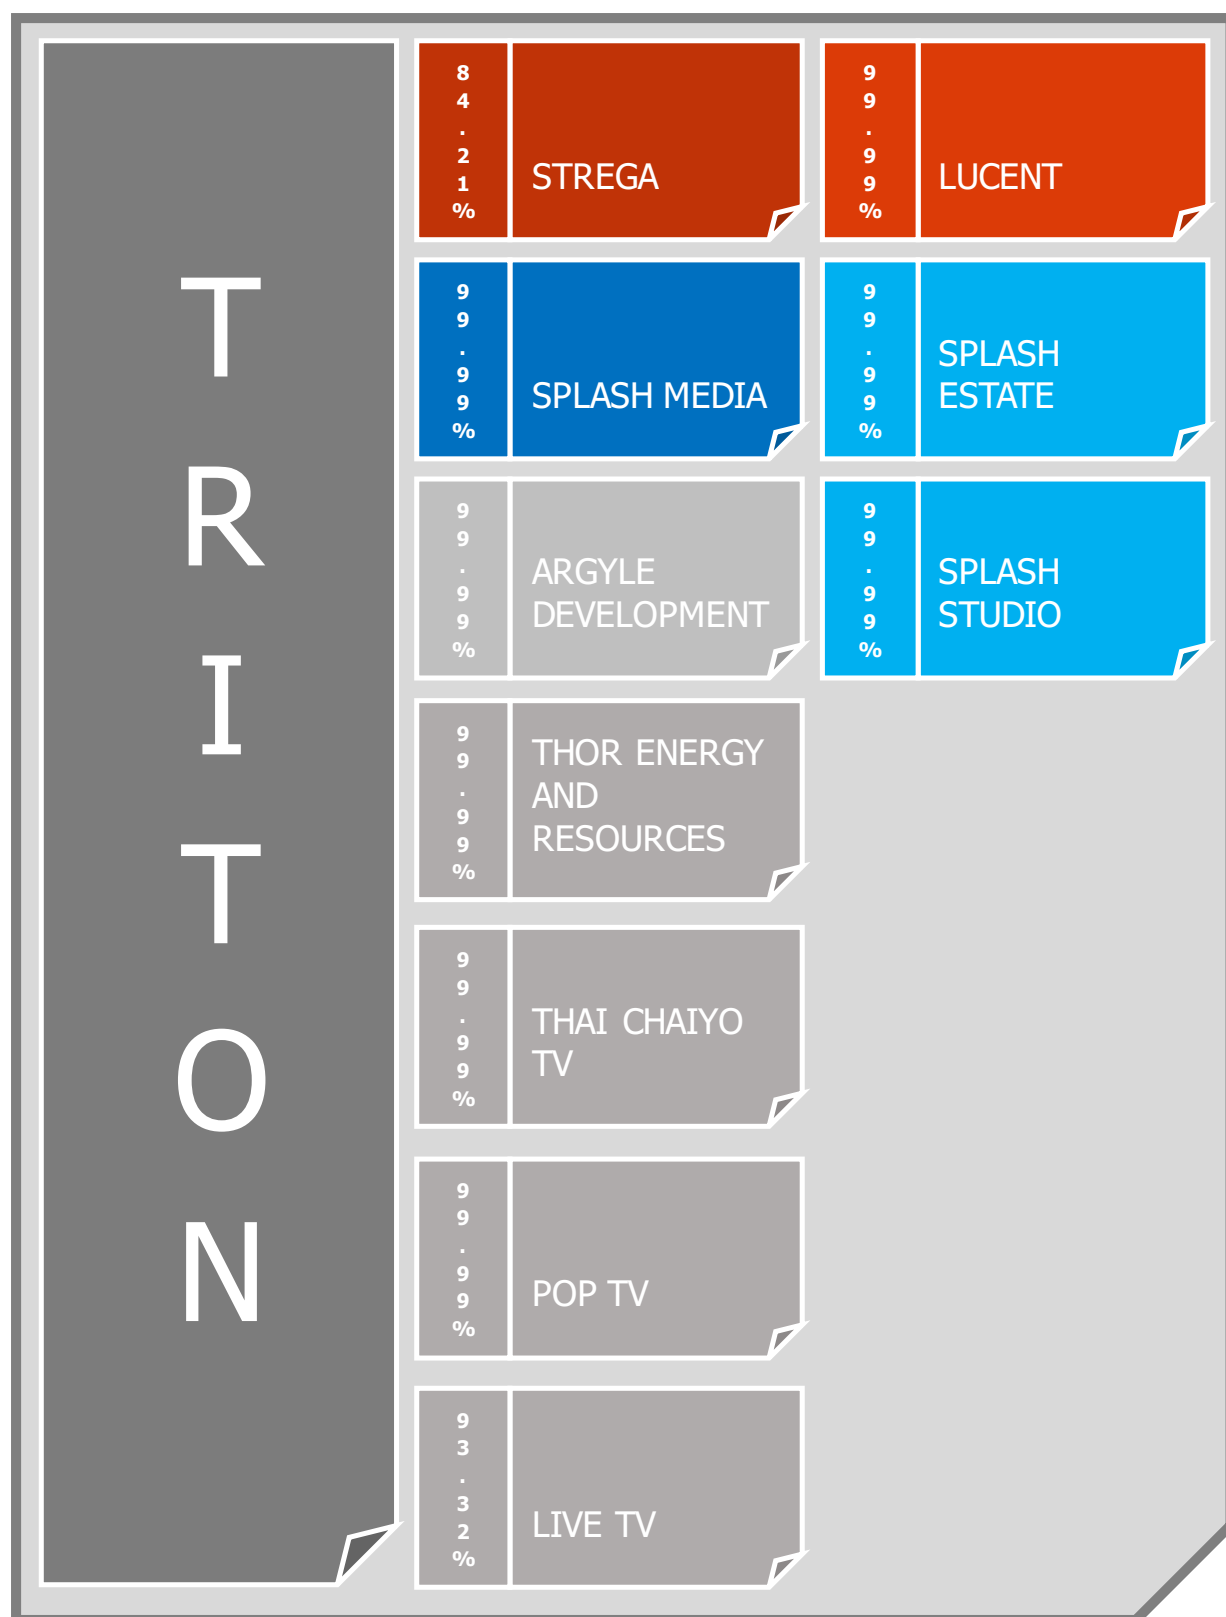 TRITON
84.21%
STREGA
99.99%
LUCENT
99.99%
SPLASH MEDIA
99.99%
SPLASH
ESTATE
99.99%
ARGYLE
DEVELOPMENT
99.99%
SPLASH
STUDIO
99.99%
THOR ENERGY
AND
RESOURCES
99.99%
THAI CHAIYO
TV
99.99%
POP TV
93.32%
LIVE TV